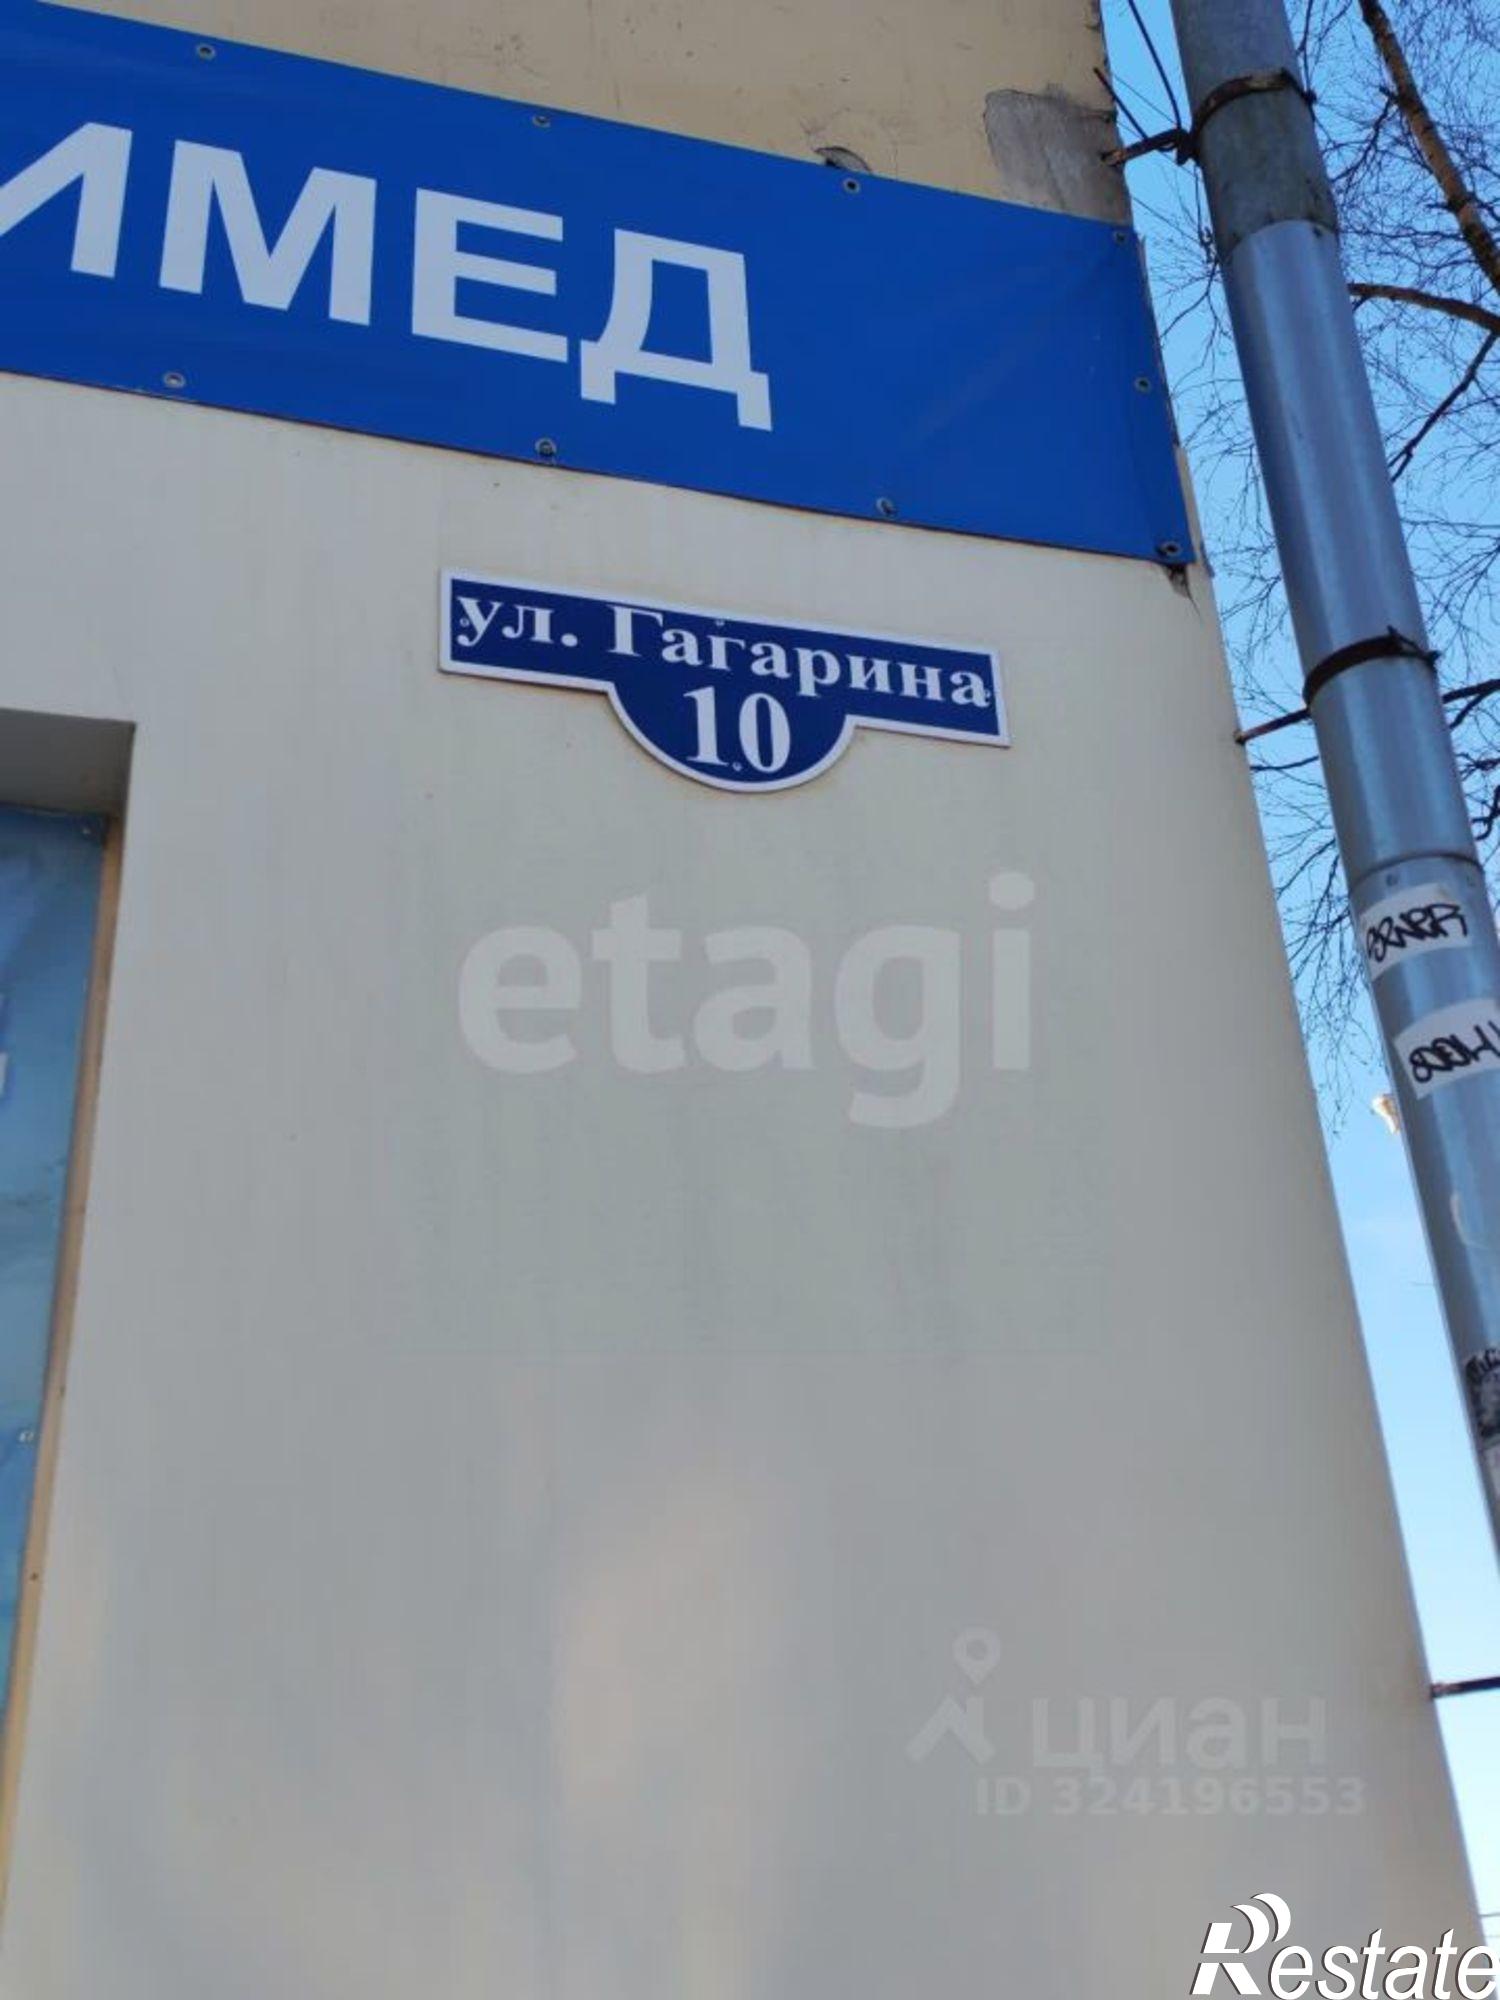 ИМЕД
ул. Гагарина
10
etagi
циан
ID 324196553
Restate